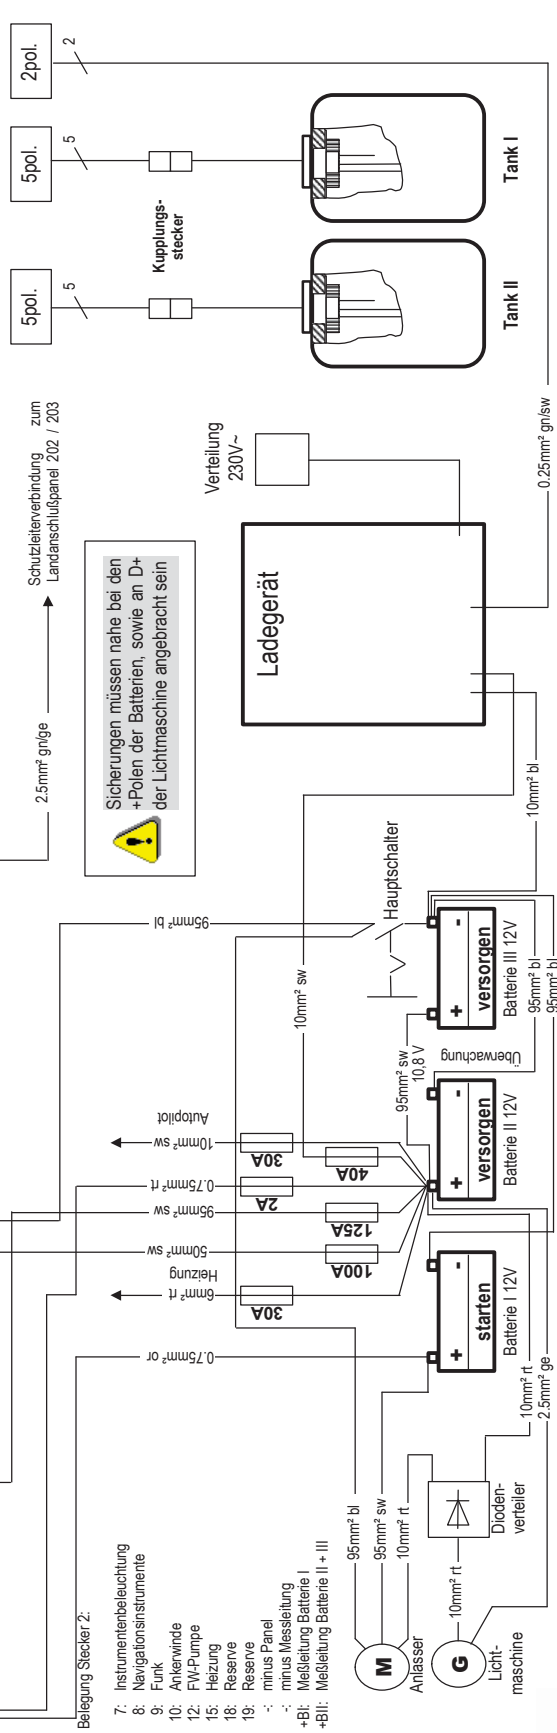 Belegung Stecker 2:
7: Instrumentenbeleuchtung
8: Navigationsinstrumente
9: Funk
10: Ankerwinde
12: FW-Pumpe
15: Heizung
18: Reserve
19: Reserve
-: minus Panel
-: minus Messleitung
+BI: Meßleitung Batterie I
+BII: Meßleitung Batterie II + III
2.5mm² gn/ge
Schutzleiterverbindung zum
Landanschlußpanel 202 / 203
5pol.
5
5pol.
5
2pol.
2
Kupplungs-
stecker
Tank II
Tank I
Sicherungen müssen nahe bei den
+Polen der Batterien, sowie an D+
der Lichtmaschine angebracht sein
Verteilung
230V~
Ladegerät
0.25mm² gn/sw
0.75mm² or
6mm² rt
Heizung
50mm² sw
95mm² sw
0.75mm² rt
10mm² sw
Autopilot
95mm² bl
30A
100A
125A
2A
30A
40A
10mm² sw
Hauptschalter
95mm² bl
95mm² sw
10mm² rt
M
Anlasser
G
Licht-
maschine
10mm² rt
Dioden-
verteiler
+ -
starten
Batterie I 12V
+ -
versorgen
Batterie II 12V
+ -
versorgen
Batterie III 12V
95mm² sw
10,8 V
Überwachung
10mm² bl
10mm² rt
2.5mm² ge
95mm² bl
95mm² bl